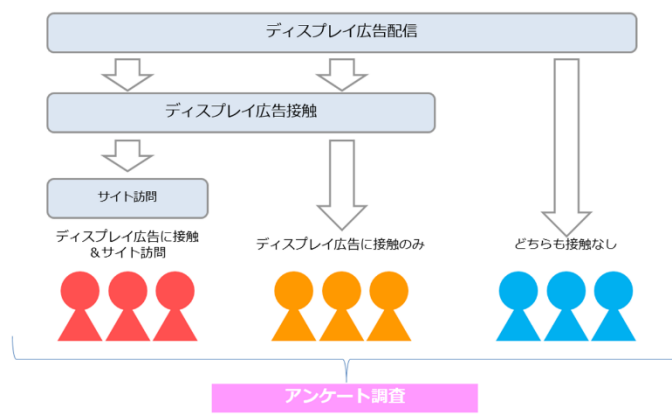 ディスプレイ広告配信
ディスプレイ広告接触
サイト訪問
ディスプレイ広告に接触
&サイト訪問
ディスプレイ広告に接触のみ
どちらも接触なし
アンケート調査